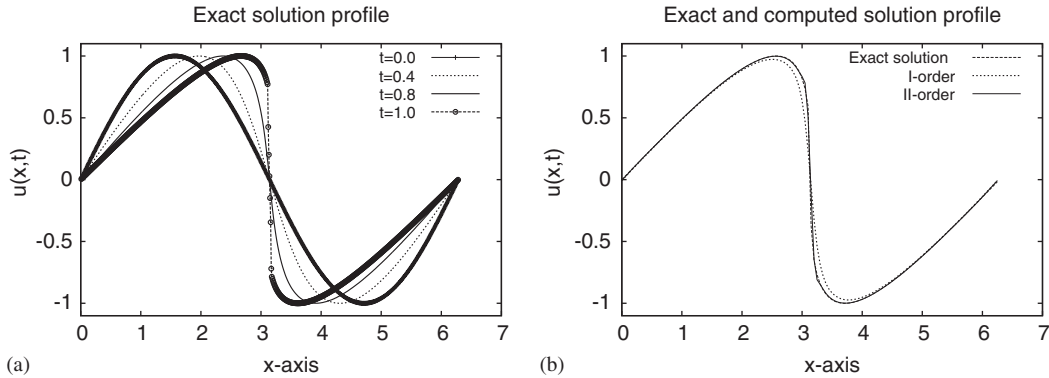 Exact solution profile
1
0.5
0
-0.5
-1
u(x,t)
t=0.0
t=0.4
t=0.8
t=1.0
0 1 2 3 4 5 6 7
x-axis
(a)
Exact and computed solution profile
1
0.5
0
-0.5
-1
u(x,t)
Exact solution
I-order
II-order
0 1 2 3 4 5 6 7
x-axis
(b)